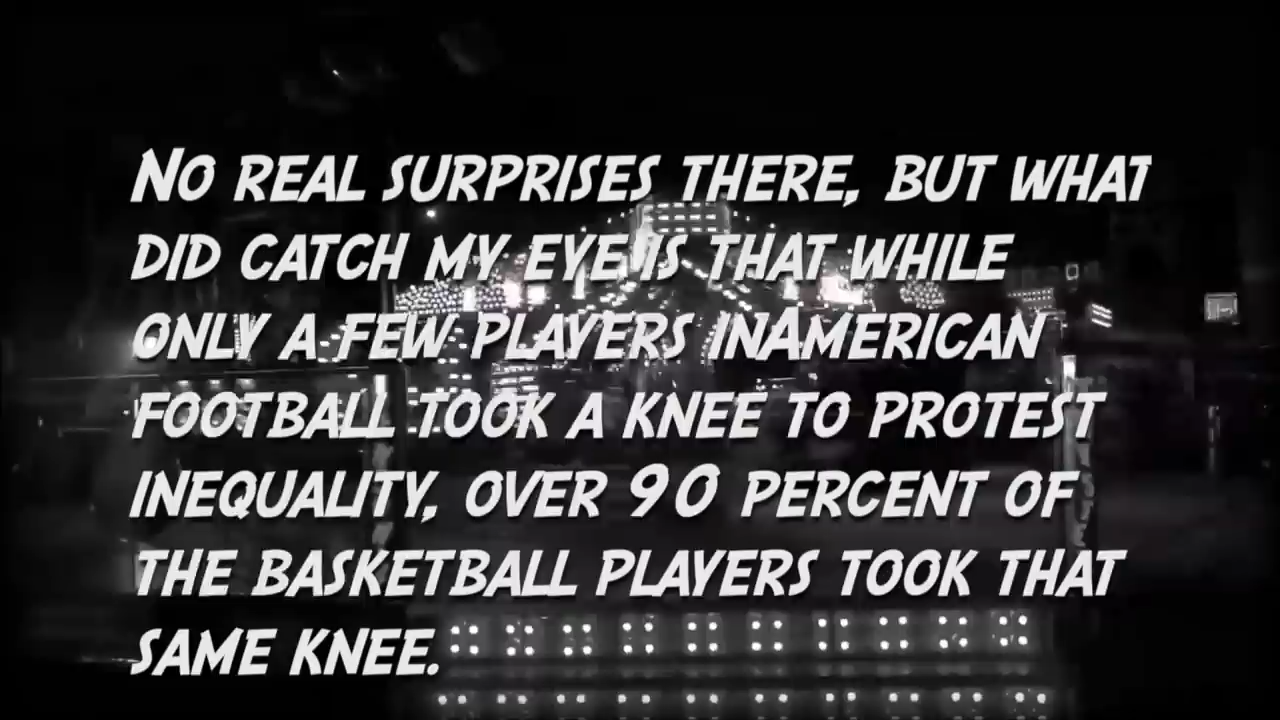 No real surprises there, but what
did catch my eye is that while
only a few players inAmerican
football took a knee to protest
inequality, over 90 percent of
the basketball players took that
same knee.